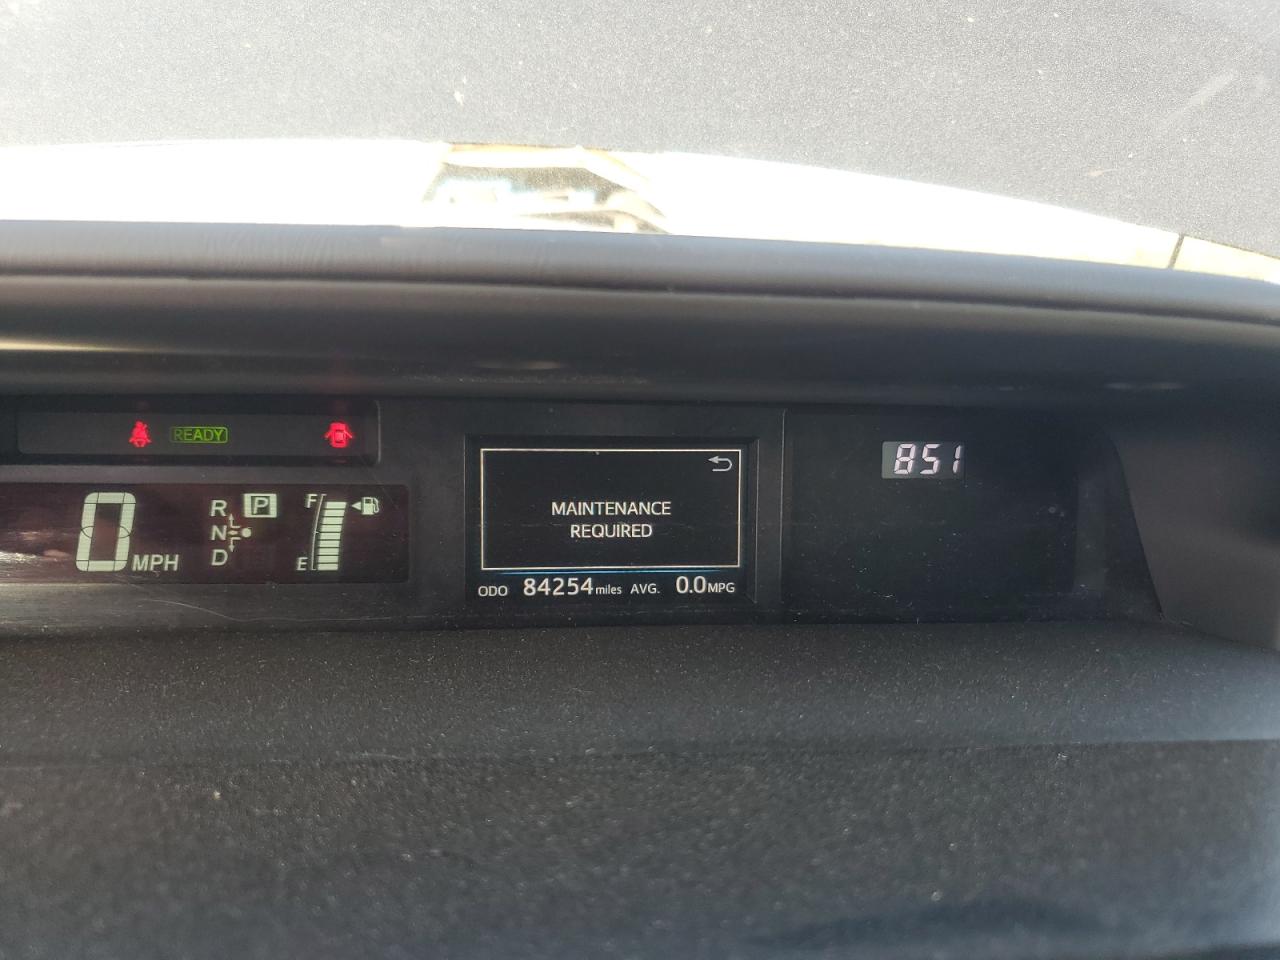 READY
851
0 MPH
R P
N
D
F
E
MAINTENANCE
REQUIRED
ODO 84254 miles AVG. 0.0 MPG